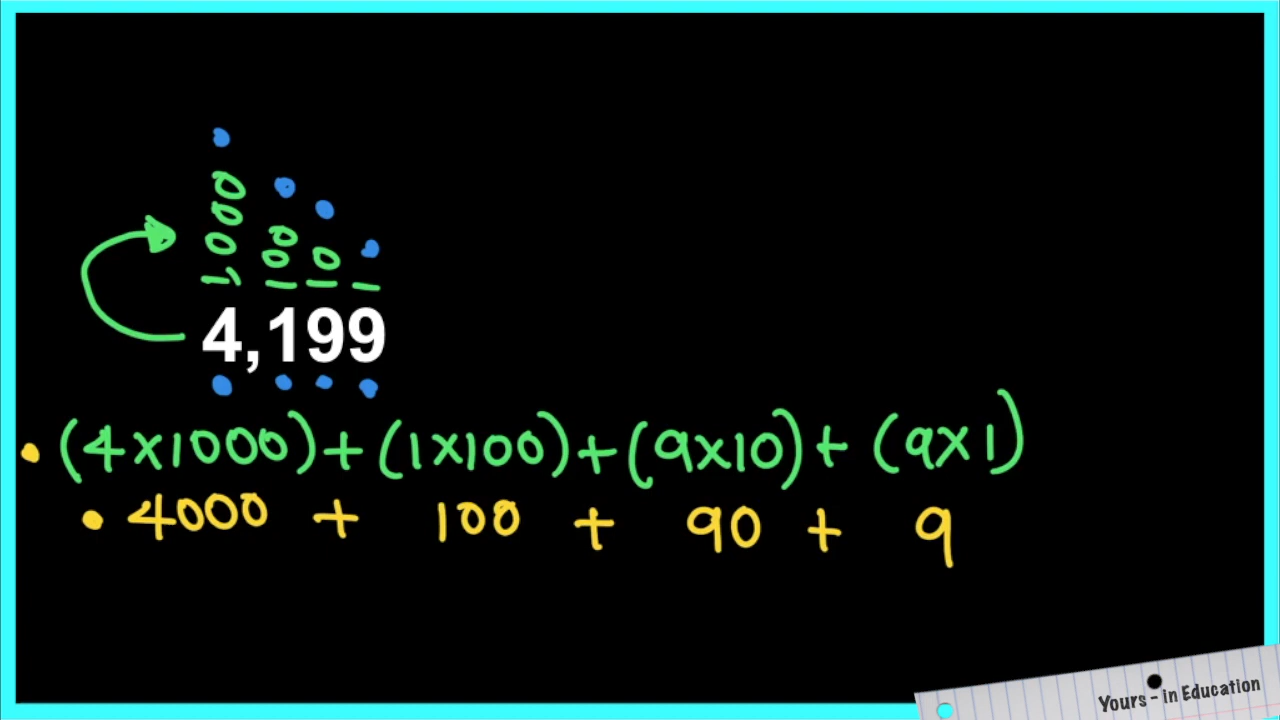 1,000 100 10 1
4,199
(4x1000)+(1x100)+(9x10)+(9x1)
4000 + 100 + 90 + 9
Yours - in Education